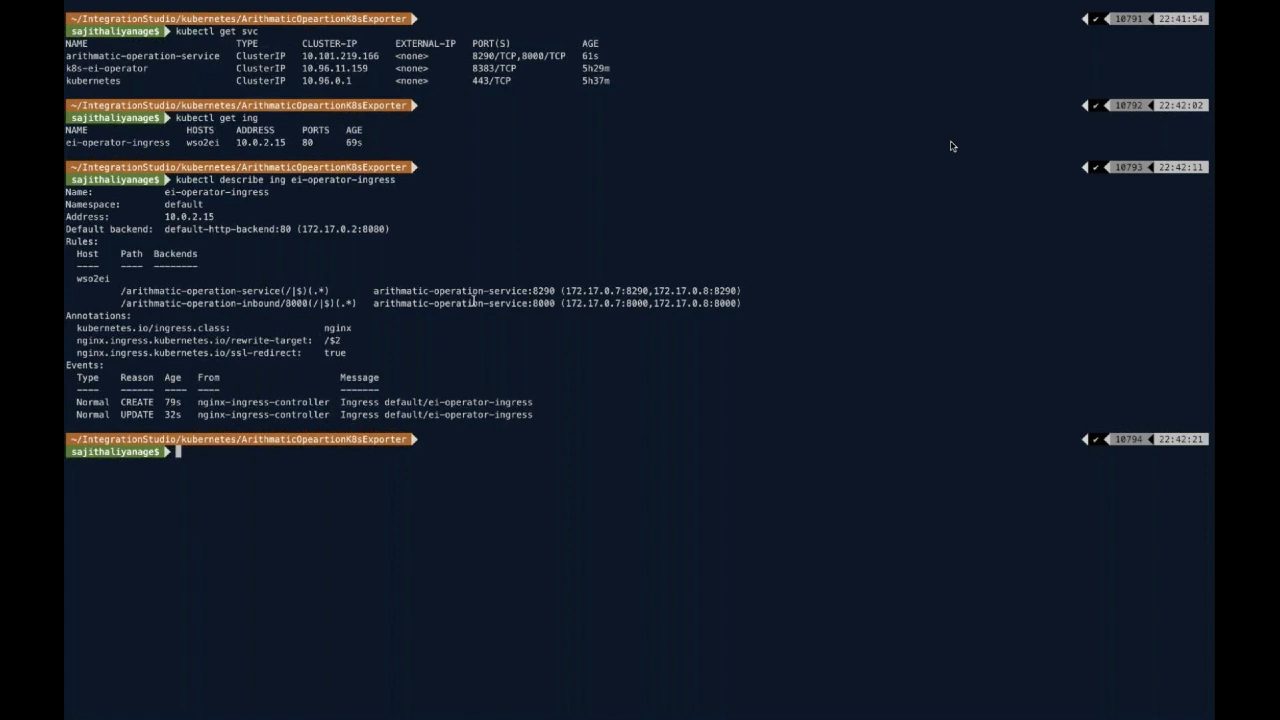 ~/IntegrationStudio/kubernetes/ArithmaticOpeartionK8sExporter ✔ 10791 22:41:54
sajithaliyanage$ kubectl get svc
NAME TYPE CLUSTER-IP EXTERNAL-IP PORT(S) AGE
arithmatic-operation-service ClusterIP 10.101.219.166 <none> 8290/TCP,8000/TCP 61s
k8s-ei-operator ClusterIP 10.96.11.159 <none> 8383/TCP 5h29m
kubernetes ClusterIP 10.96.0.1 <none> 443/TCP 5h37m
~/IntegrationStudio/kubernetes/ArithmaticOpeartionK8sExporter ✔ 10792 22:42:02
sajithaliyanage$ kubectl get ing
NAME HOSTS ADDRESS PORTS AGE
ei-operator-ingress wso2ei 10.0.2.15 80 69s
~/IntegrationStudio/kubernetes/ArithmaticOpeartionK8sExporter ✔ 10793 22:42:11
sajithaliyanage$ kubectl describe ing ei-operator-ingress
Name: ei-operator-ingress
Namespace: default
Address: 10.0.2.15
Default backend: default-http-backend:80 (172.17.0.2:8080)
Rules:
Host Path Backends
---- ---- --------
wso2ei
/arithmatic-operation-service(/|$)(.*) arithmatic-operation-service:8290 (172.17.0.7:8290,172.17.0.8:8290)
/arithmatic-operation-inbound/8000(/|$)(.*) arithmatic-operation-service:8000 (172.17.0.7:8000,172.17.0.8:8000)
Annotations:
kubernetes.io/ingress.class: nginx
nginx.ingress.kubernetes.io/rewrite-target: /$2
nginx.ingress.kubernetes.io/ssl-redirect: true
Events:
Type Reason Age From Message
---- ------ ---- ---- -------
Normal CREATE 79s nginx-ingress-controller Ingress default/ei-operator-ingress
Normal UPDATE 32s nginx-ingress-controller Ingress default/ei-operator-ingress
~/IntegrationStudio/kubernetes/ArithmaticOpeartionK8sExporter ✔ 10794 22:42:21
sajithaliyanage$